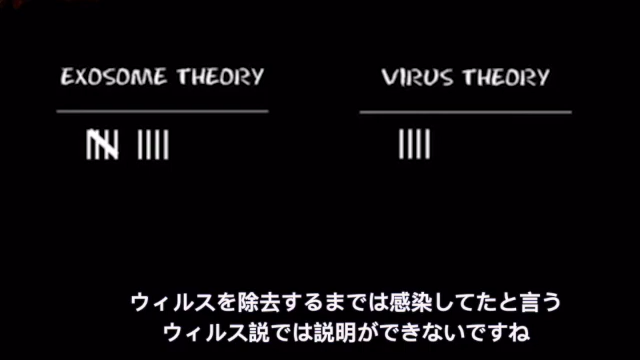 EXOSOME THEORY
VIRUS THEORY
ウィルスを除去するまでは感染してたと言う
ウィルス説では説明ができないですね